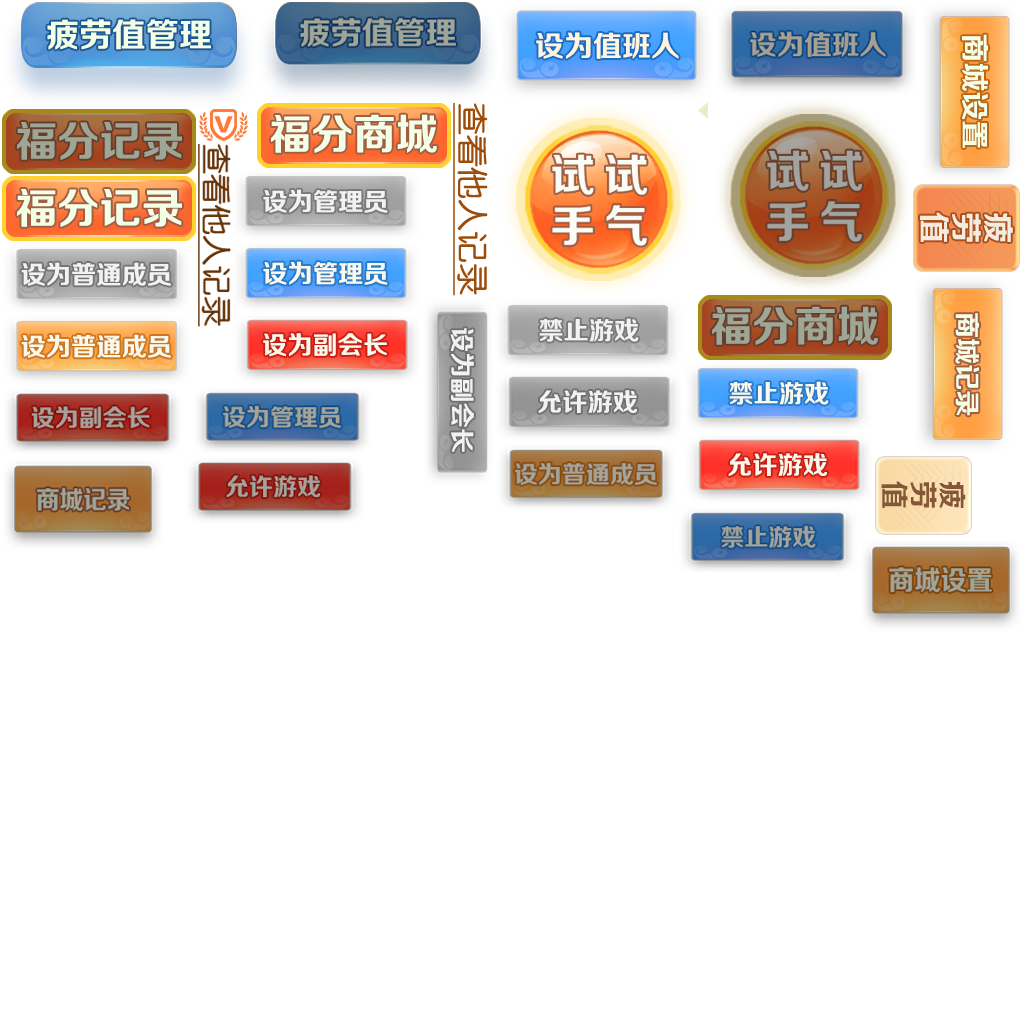 疲劳值管理
疲劳值管理
设为值班人
设为值班人
商城设置
福分记录
V
福分商城
查看他人记录
试试
手气
试试
手气
福分记录
查看他人记录
设为管理员
疲劳值
设为普通成员
设为管理员
商城记录
设为普通成员
设为副会长
设为副会长
禁止游戏
福分商城
设为副会长
设为管理员
允许游戏
禁止游戏
商城记录
允许游戏
设为普通成员
允许游戏
疲劳值
禁止游戏
商城设置